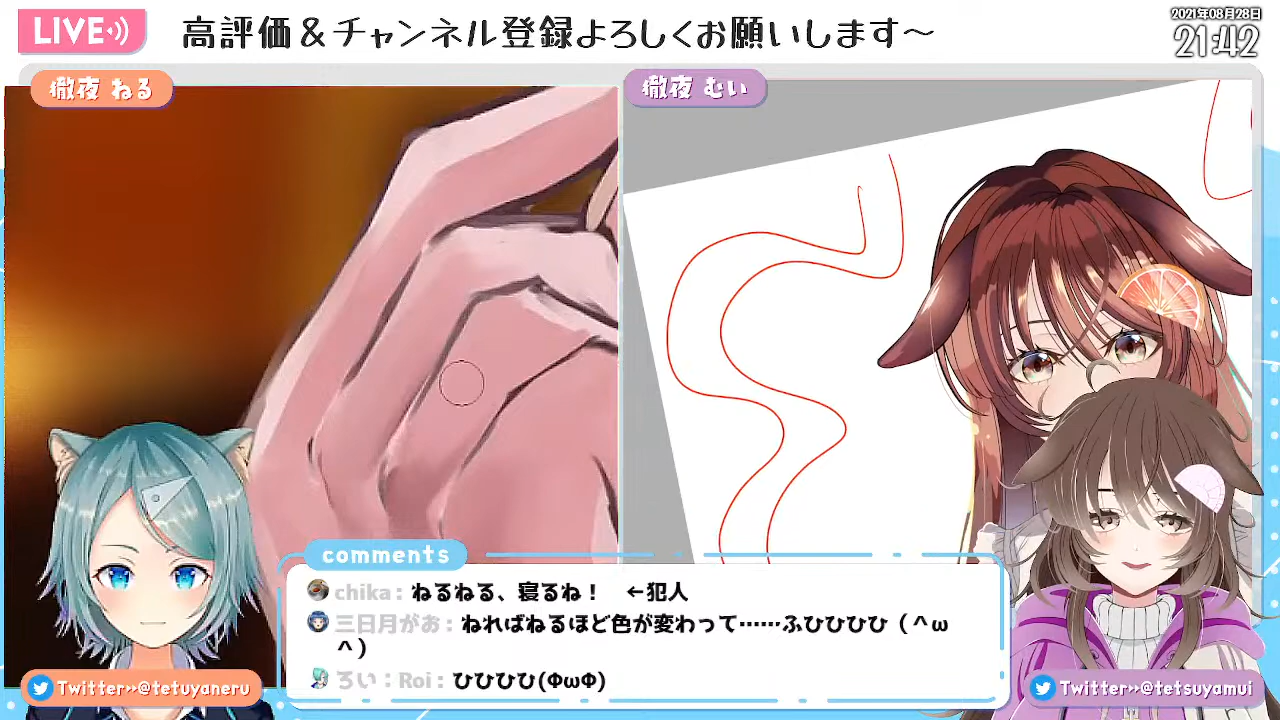 LIVE
高評価＆チャンネル登録よろしくお願いします〜
2021年08月28日
21:42
徹夜 ねる
徹夜 むい
comments
chika : ねるねる、寝るね！　←犯人
三日月がお : ねればねるほど色が変わって……ふひひひひ（＾ω
＾）
ろい：Roi : ひひひひ(ΦωΦ)
Twitter▸▸@tetuyaneru
Twitter▸▸@tetsuyamui